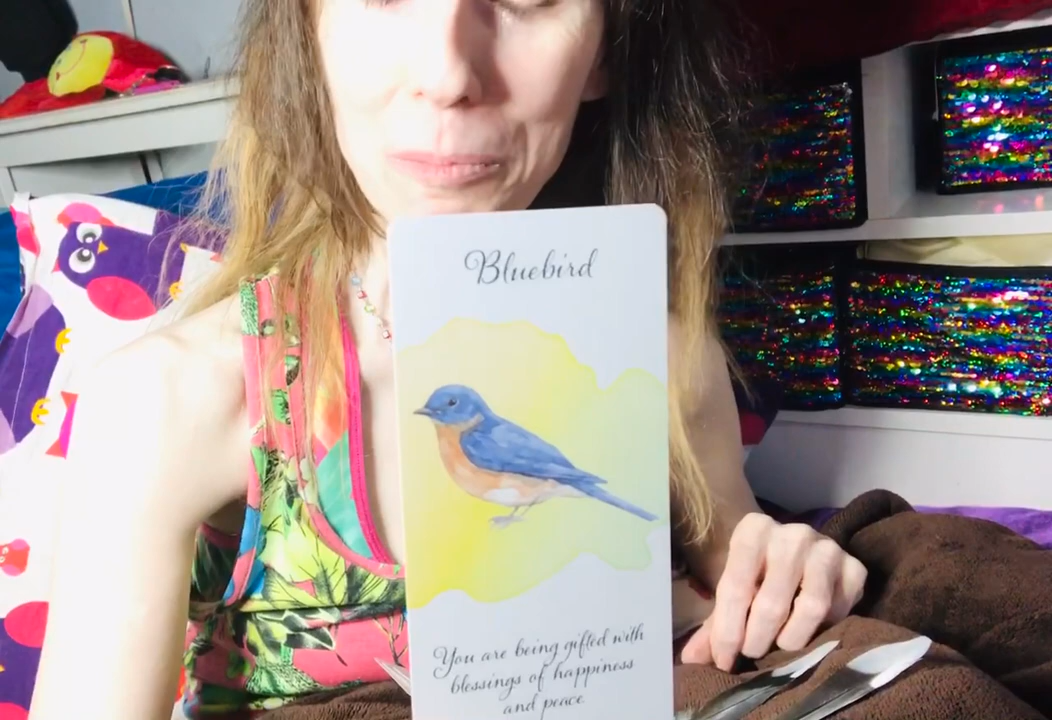 Bluebird
You are being gifted with
blessings of happiness
and peace